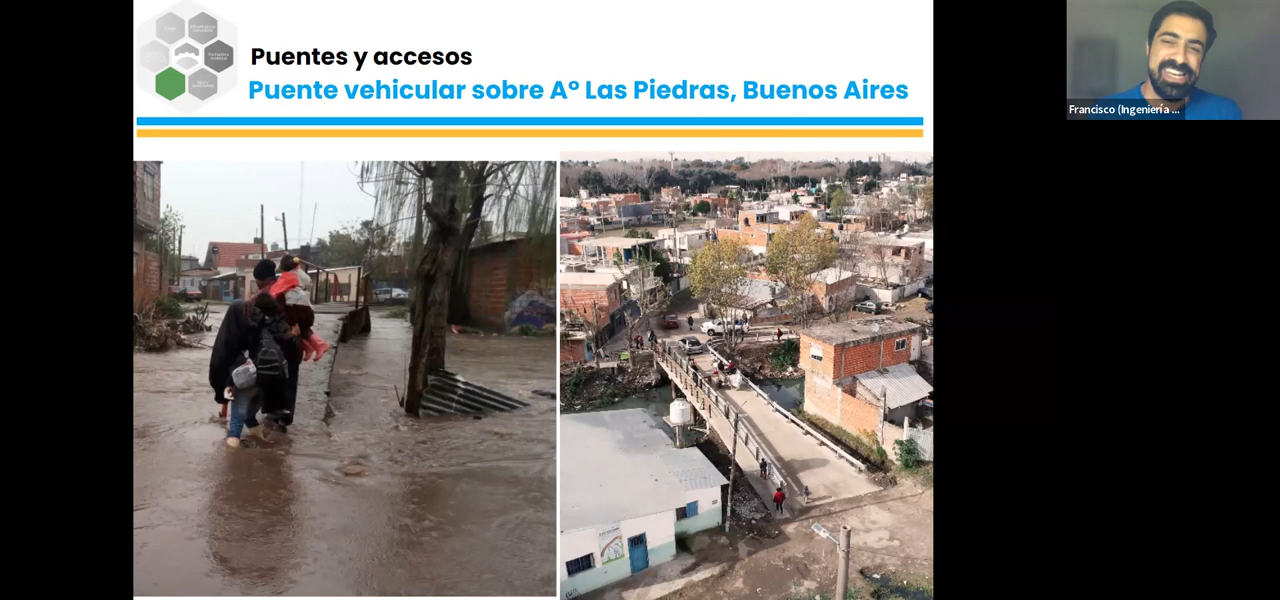 Puentes y accesos
Puente vehicular sobre A° Las Piedras, Buenos Aires
Francisco (Ingeniería ...